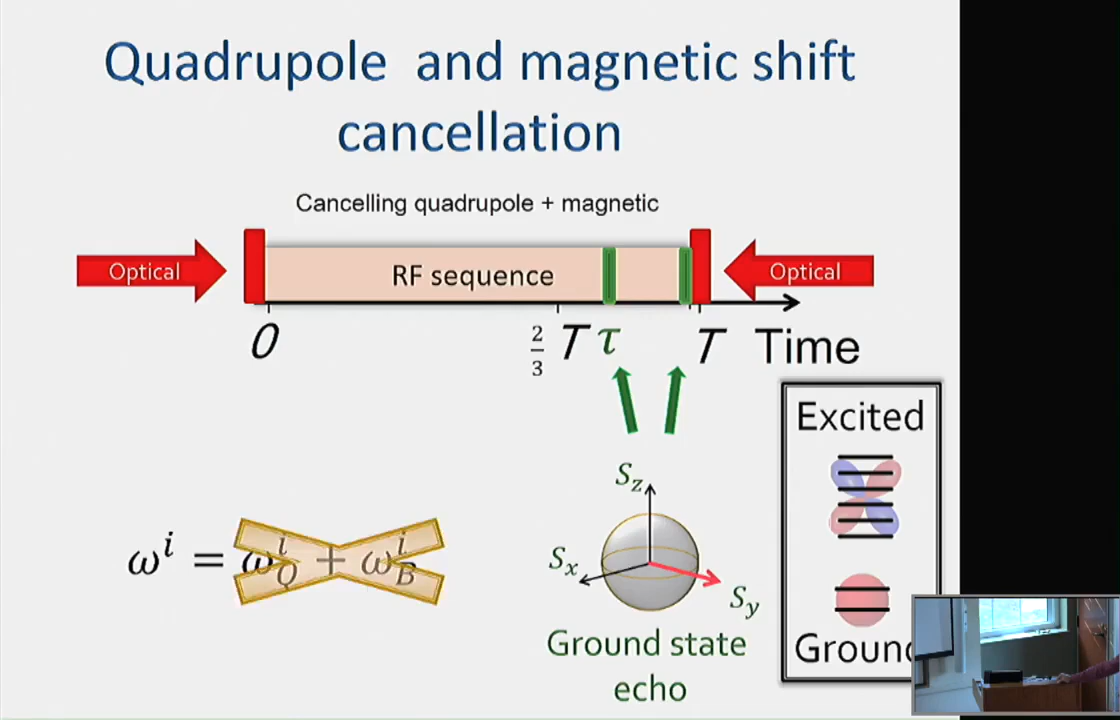 Quadrupole and magnetic shift
cancellation
Cancelling quadrupole + magnetic
Optical
RF sequence
Optical
0
2/3 T
τ
T
Time
Excited
S_z
S_x
S_y
ω^i = ω_Q^i + ω_B^i
Ground state
echo